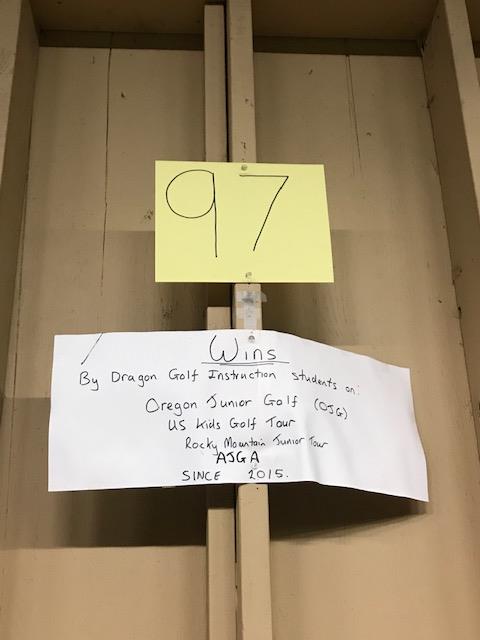 97
Wins
By Dragon Golf Instruction students on:
Oregon Junior Golf (OJG)
US Kids Golf Tour
Rocky Mountain Junior Tour
AJGA
SINCE 2015.